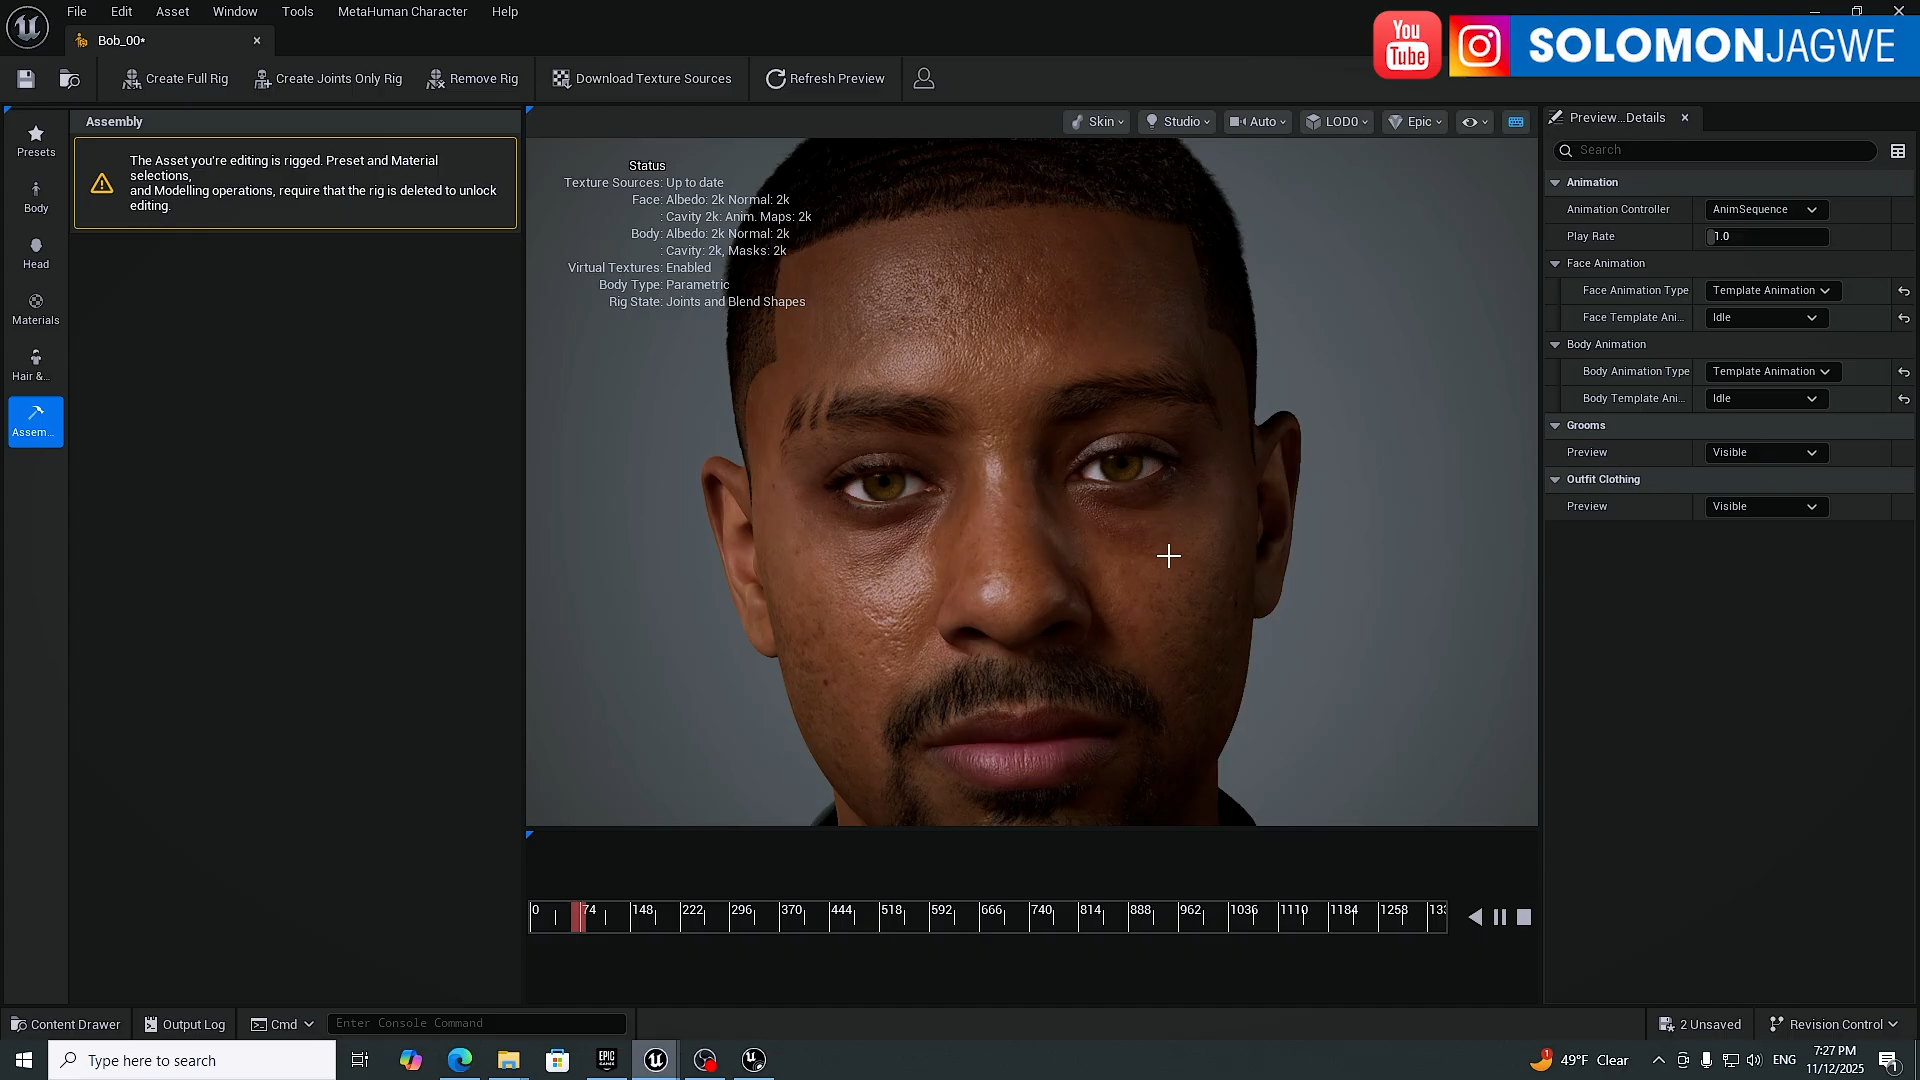 File Edit Asset Window Tools MetaHuman Character Help
Bob_00*
You
Tube
SOLOMONJAGWE
Create Full Rig Create Joints Only Rig Remove Rig Download Texture Sources Refresh Preview
Presets
Body
Head
Materials
Hair &...
Assem...
Assembly
The Asset you're editing is rigged. Preset and Material
selections,
and Modelling operations, require that the rig is deleted to unlock
editing.
Skin Studio Auto LOD0 Epic
Status
Texture Sources: Up to date
Face: Albedo: 2k Normal: 2k
: Cavity 2k: Anim. Maps: 2k
Body: Albedo: 2k Normal: 2k
: Cavity: 2k, Masks: 2k
Virtual Textures: Enabled
Body Type: Parametric
Rig State: Joints and Blend Shapes
0 74 148 222 296 370 444 518 592 666 740 814 888 962 1036 1110 1184 1258
Preview...Details
Search
Animation
Animation Controller AnimSequence
Play Rate 1.0
Face Animation
Face Animation Type Template Animation
Face Template Ani... Idle
Body Animation
Body Animation Type Template Animation
Body Template Ani... Idle
Grooms
Preview Visible
Outfit Clothing
Preview Visible
Content Drawer Output Log Cmd Enter Console Command 2 Unsaved Revision Control
Type here to search
EPIC
GAMES
1 49°F Clear ENG
7:27 PM
11/12/2025
1